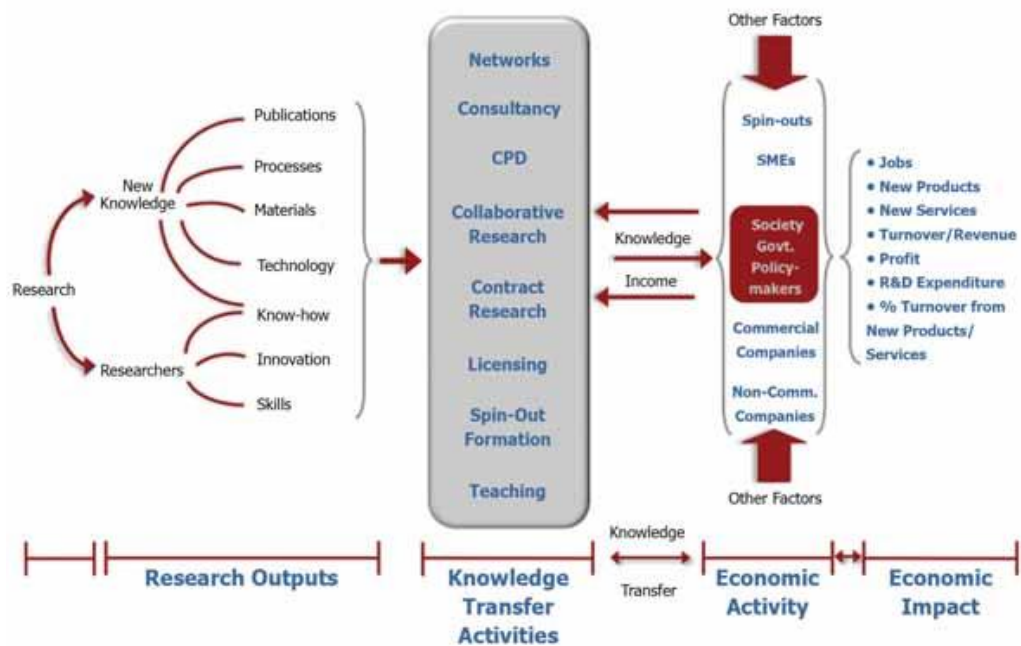 Research
New
Knowledge
Researchers
Publications
Processes
Materials
Technology
Know-how
Innovation
Skills
Networks
Consultancy
CPD
Collaborative
Research
Contract
Research
Licensing
Spin-Out
Formation
Teaching
Knowledge
Income
Other Factors
Spin-outs
SMEs
Society
Govt.
Policy-
makers
Commercial
Companies
Non-Comm.
Companies
Other Factors
• Jobs
• New Products
• New Services
• Turnover/Revenue
• Profit
• R&D Expenditure
• % Turnover from
New Products/
Services
Research Outputs
Knowledge
Transfer
Activities
Knowledge
Transfer
Economic
Activity
Economic
Impact